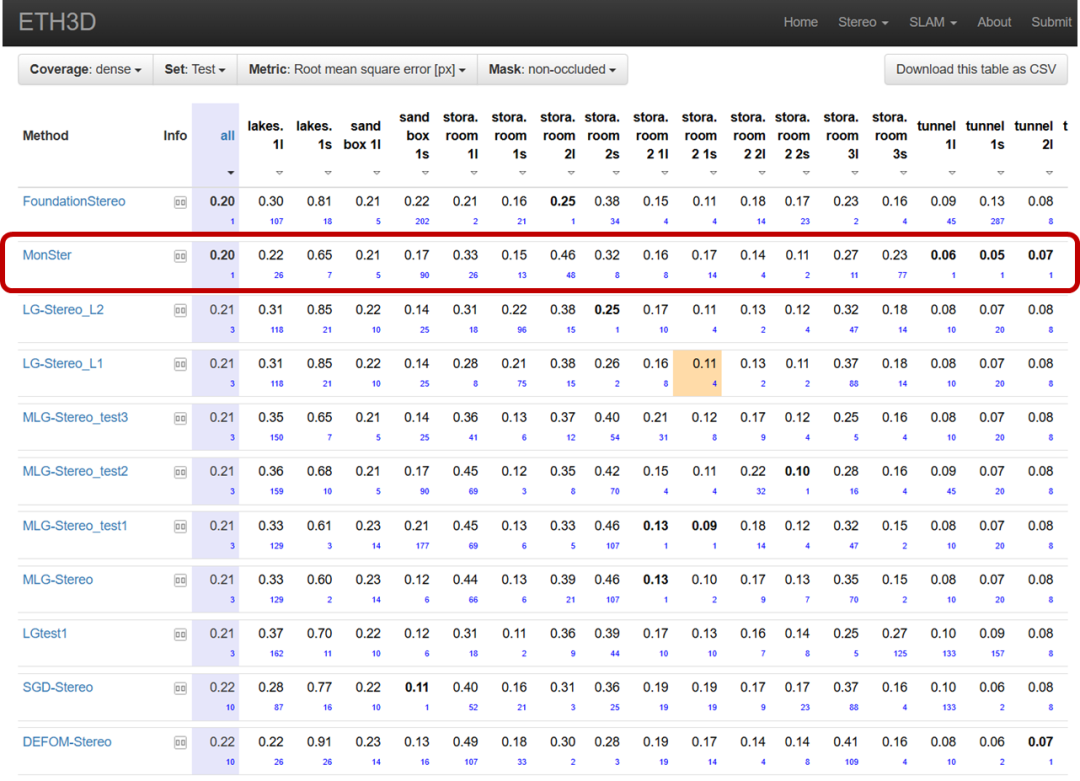 ETH3D Home Stereo SLAM About Submit
Coverage: dense Set: Test Metric: Root mean square error [px] Mask: non-occluded Download this table as CSV
Method Info all lakes. 1l lakes. 1s sand box 1l sand box 1s stora. room 1l stora. room 1s stora. room 2l stora. room 2s stora. room 2 1l stora. room 2 1s stora. room 2 2l stora. room 2 2s stora. room 3l stora. room 3s tunnel 1l tunnel 1s tunnel 2l t
FoundationStereo 0.20 0.30 0.81 0.21 0.22 0.21 0.16 0.25 0.38 0.15 0.11 0.18 0.17 0.23 0.16 0.09 0.13 0.08
1 107 18 5 202 2 21 1 34 4 4 14 23 2 4 45 287 8
MonSter 0.20 0.22 0.65 0.21 0.17 0.33 0.15 0.46 0.32 0.16 0.17 0.14 0.11 0.27 0.23 0.06 0.05 0.07
1 26 7 5 90 26 13 48 8 8 14 4 2 11 77 1 1 1
LG-Stereo_L2 0.21 0.31 0.85 0.22 0.14 0.31 0.22 0.38 0.25 0.17 0.11 0.13 0.12 0.32 0.18 0.08 0.07 0.08
3 118 21 10 25 18 96 15 1 10 4 2 4 47 14 10 20 8
LG-Stereo_L1 0.21 0.31 0.85 0.22 0.14 0.28 0.21 0.38 0.26 0.16 0.11 0.13 0.11 0.37 0.18 0.08 0.07 0.08
3 118 21 10 25 8 75 15 2 8 4 2 2 88 14 10 20 8
MLG-Stereo_test3 0.21 0.35 0.65 0.21 0.14 0.36 0.13 0.37 0.40 0.21 0.12 0.17 0.12 0.25 0.16 0.08 0.07 0.08
3 150 7 5 25 41 6 12 54 31 8 9 4 5 4 10 20 8
MLG-Stereo_test2 0.21 0.36 0.68 0.21 0.17 0.45 0.12 0.35 0.42 0.15 0.11 0.22 0.10 0.28 0.16 0.09 0.07 0.08
3 159 10 5 90 69 3 8 70 4 4 32 1 16 4 45 20 8
MLG-Stereo_test1 0.21 0.33 0.61 0.23 0.21 0.45 0.13 0.33 0.46 0.13 0.09 0.18 0.12 0.32 0.15 0.08 0.07 0.08
3 129 3 14 177 69 6 5 107 1 1 14 4 47 2 10 20 8
MLG-Stereo 0.21 0.33 0.60 0.23 0.12 0.44 0.13 0.39 0.46 0.13 0.10 0.17 0.13 0.35 0.15 0.08 0.07 0.08
3 129 2 14 6 66 6 21 107 1 2 9 7 70 2 10 20 8
LGtest1 0.21 0.37 0.70 0.22 0.12 0.31 0.11 0.36 0.39 0.17 0.13 0.16 0.14 0.25 0.27 0.10 0.09 0.08
3 162 11 10 6 18 2 9 44 10 10 7 8 5 125 133 157 8
SGD-Stereo 0.22 0.28 0.77 0.22 0.11 0.40 0.16 0.31 0.36 0.19 0.19 0.17 0.17 0.37 0.16 0.10 0.06 0.08
10 87 16 10 1 52 21 3 25 19 19 9 23 88 4 133 2 8
DEFOM-Stereo 0.22 0.22 0.91 0.23 0.13 0.49 0.18 0.30 0.28 0.19 0.17 0.14 0.14 0.41 0.16 0.08 0.06 0.07
10 26 26 14 16 107 33 2 3 19 14 4 8 109 4 10 2 1